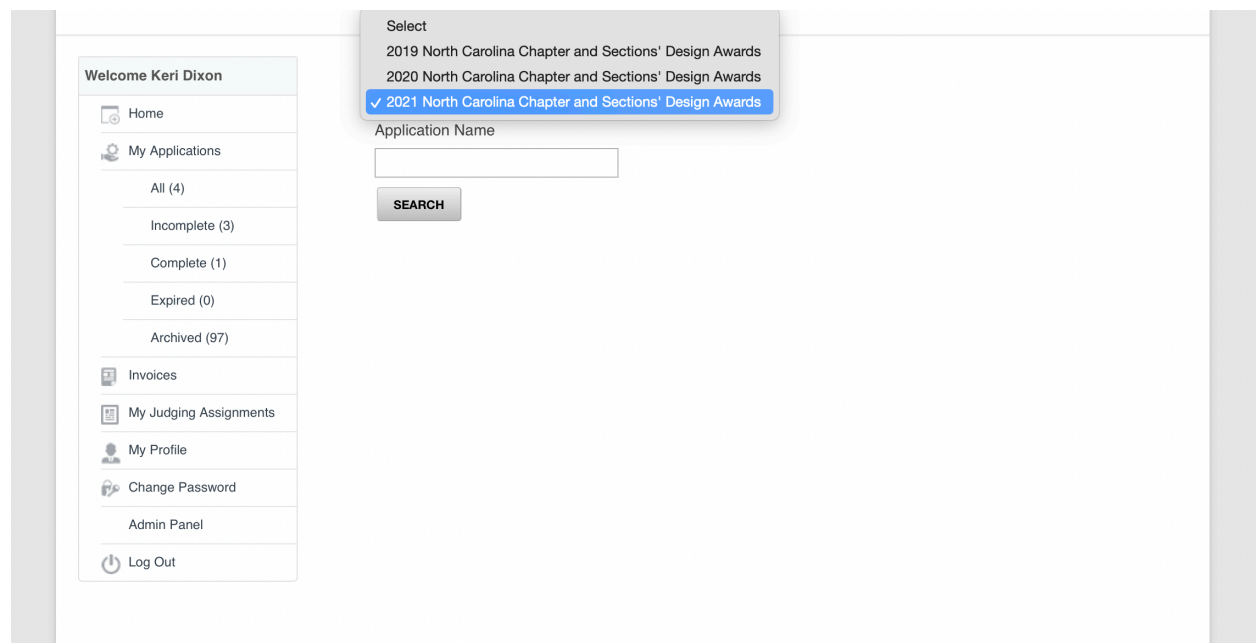 Select
2019 North Carolina Chapter and Sections' Design Awards
2020 North Carolina Chapter and Sections' Design Awards
✓ 2021 North Carolina Chapter and Sections' Design Awards
Application Name
SEARCH
Welcome Keri Dixon
Home
My Applications
All (4)
Incomplete (3)
Complete (1)
Expired (0)
Archived (97)
Invoices
My Judging Assignments
My Profile
Change Password
Admin Panel
Log Out